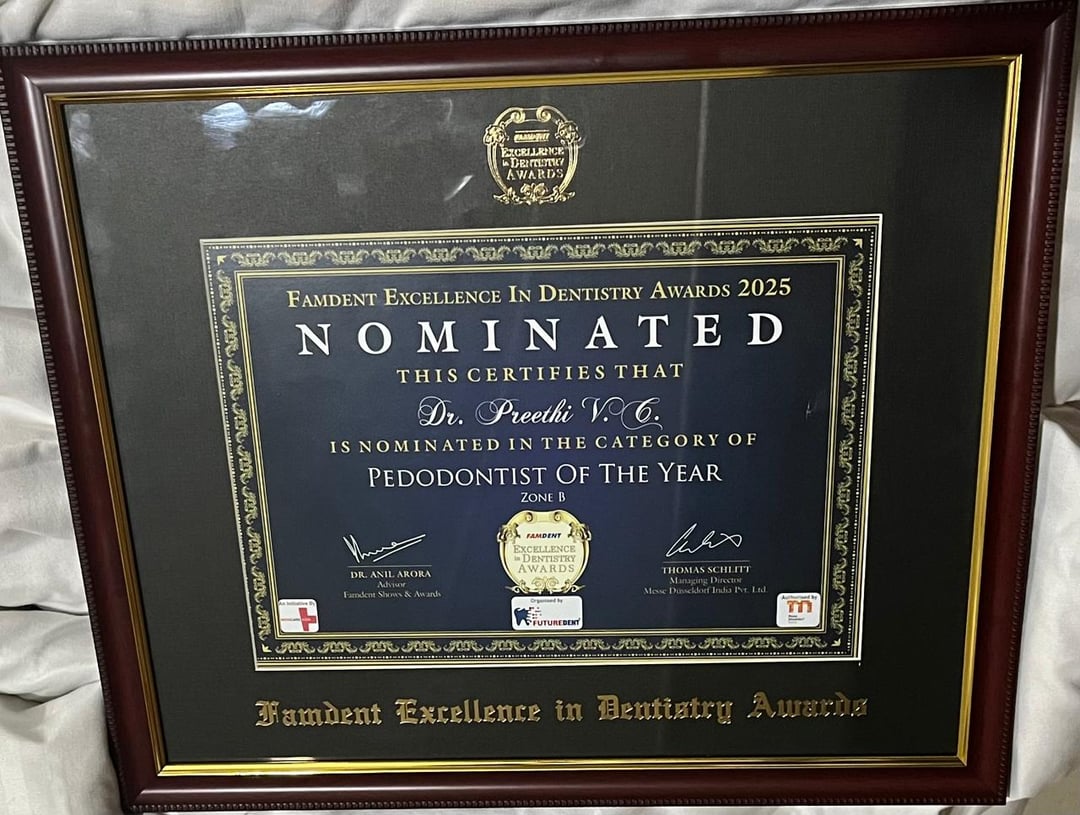 FAMDENT
EXCELLENCE
in DENTISTRY
AWARDS
FAMDENT EXCELLENCE IN DENTISTRY AWARDS 2025
NOMINATED
THIS CERTIFIES THAT
Dr. Preethi V. C.
IS NOMINATED IN THE CATEGORY OF
PEDODONTIST OF THE YEAR
ZONE B
FAMDENT
EXCELLENCE
in DENTISTRY
AWARDS
DR. ANIL ARORA
Advisor
Famdent Shows & Awards
THOMAS SCHLITT
Managing Director
Messe Düsseldorf India Pvt. Ltd.
An Initiative By
Organised by
FUTUREDENT
Authorised by
Famdent Excellence in Dentistry Awards